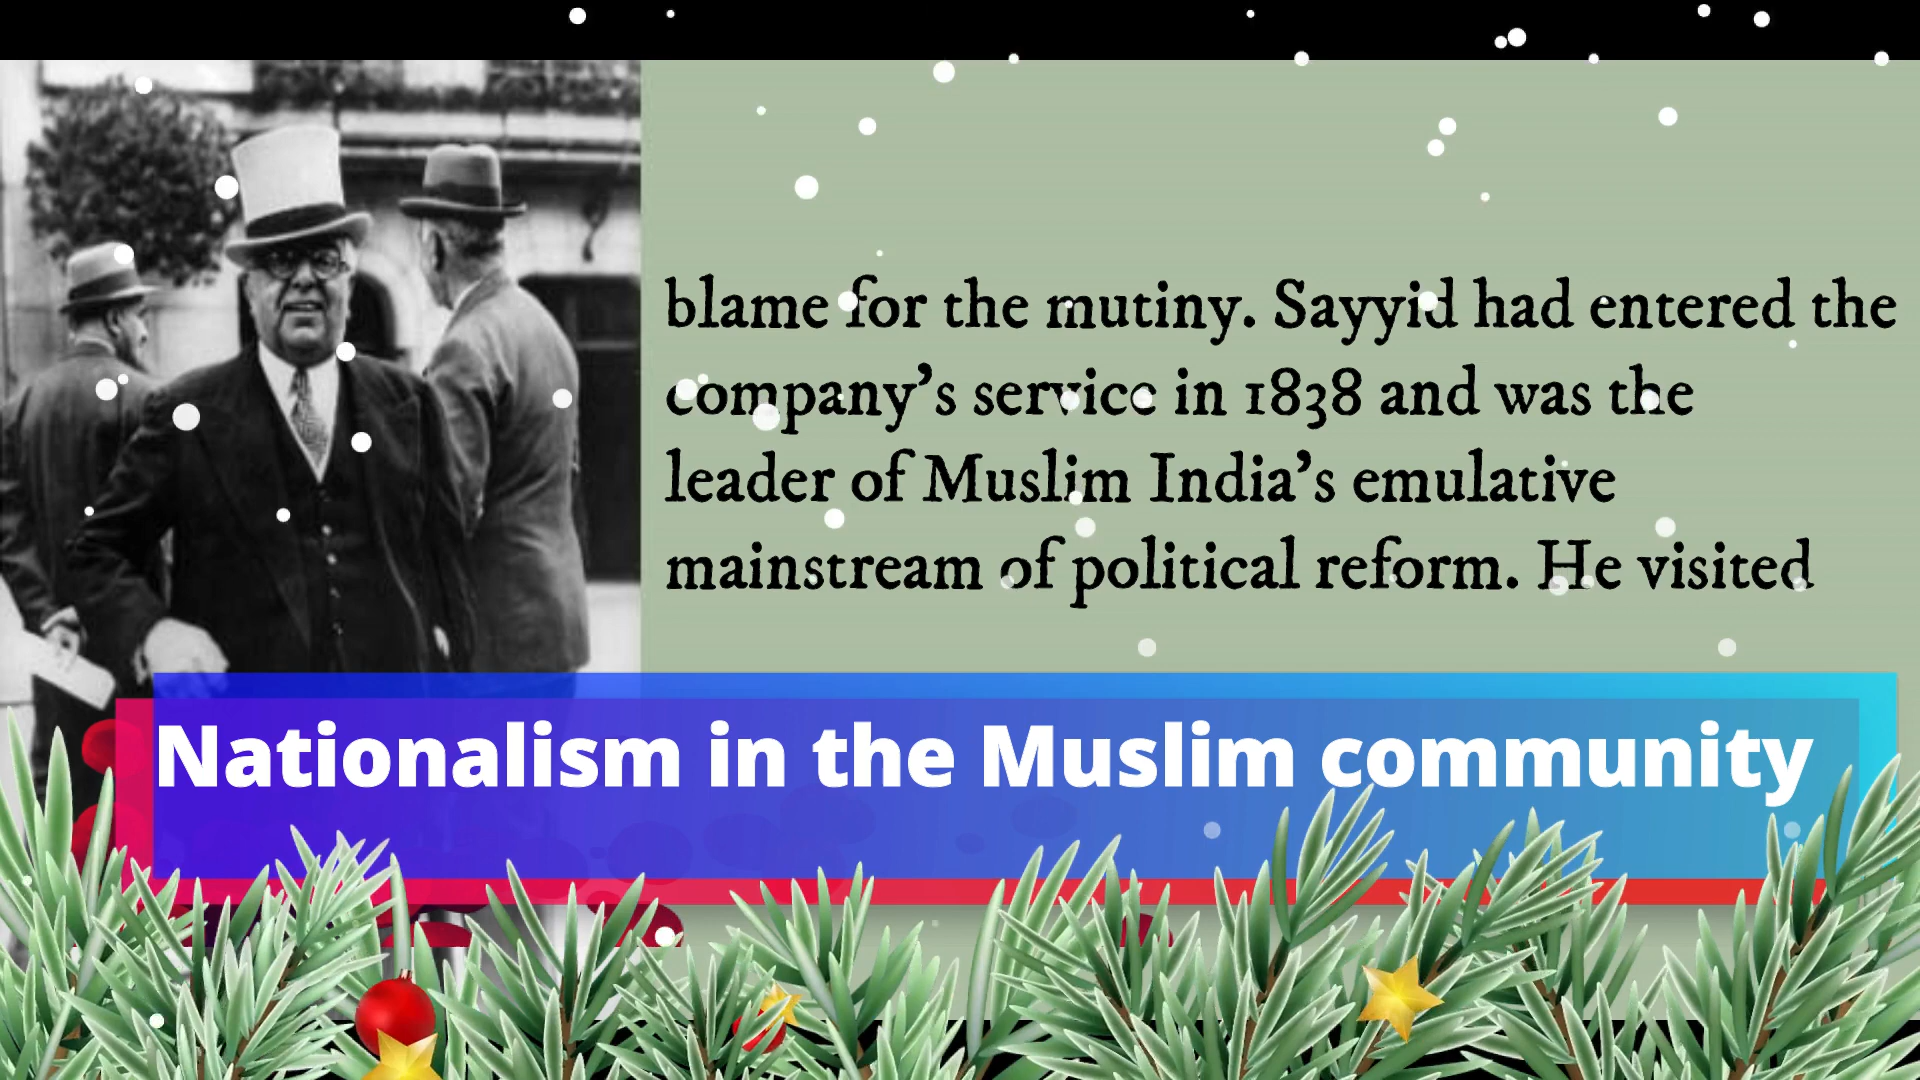 blame for the mutiny. Sayyid had entered the
company's service in 1838 and was the
leader of Muslim India's emulative
mainstream of political reform. He visited
Nationalism in the Muslim community